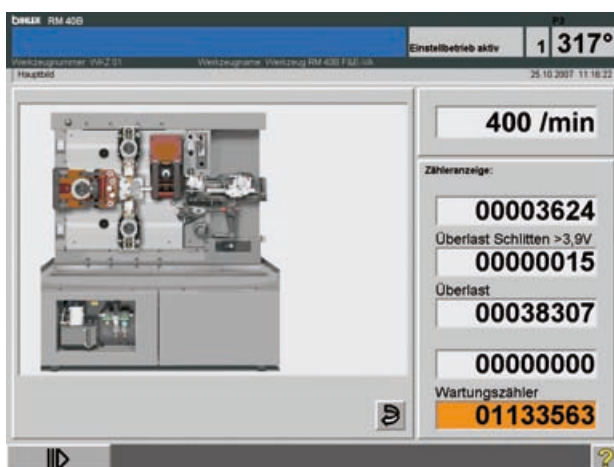 BIHLER RM 40B
P3
Einstellbetrieb aktiv
1 317°
Werkzeugnummer: WKZ 01 Werkzeugname: Werkzeug RM 40B F&E-VA
Hauptbild 25.10.2007 11:16:22
400 /min
Zähleranzeige:
00003624
Überlast Schlitten >3,9V
00000015
Überlast
00038307
00000000
Wartungszähler
01133563
?